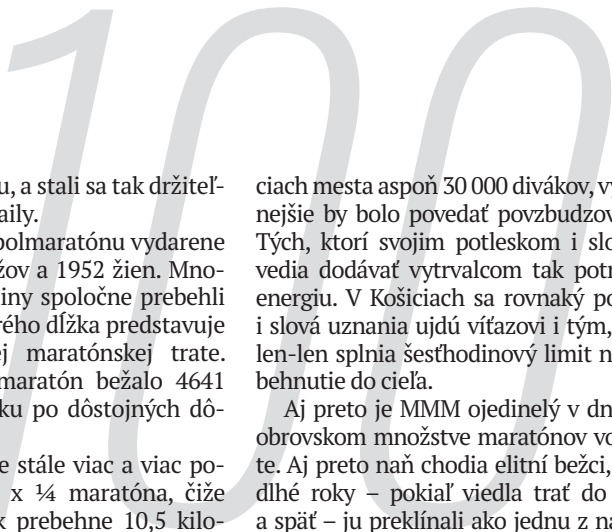 100
u, a stali sa tak držiteľ-
aily.
polmaratónu vydarene
žov a 1952 žien. Mno-
iny spoločne prebehli
rého dĺžka predstavuje
ej maratónskej trate.
maratón bežalo 4641
ku po dôstojných dô-
e stále viac a viac po-
x ¼ maratóna, čiže
k prebehne 10,5 kilo-
ciach mesta aspoň 30 000 divákov, vý
nejšie by bolo povedať povzbudzov
Tých, ktorí svojim potleskom i slo
vedia dodávať vytrvalcom tak potr
energiu. V Košiciach sa rovnaký po
i slová uznania ujdú víťazovi i tým,
len-len splnia šesťhodinový limit n
behnutie do cieľa.
Aj preto je MMM ojedinelý v dn
obrovskom množstve maratónov vo
te. Aj preto naň chodia elitní bežci,
dlhé roky – pokiaľ viedla trať do
a späť – ju preklínali ako jednu z n